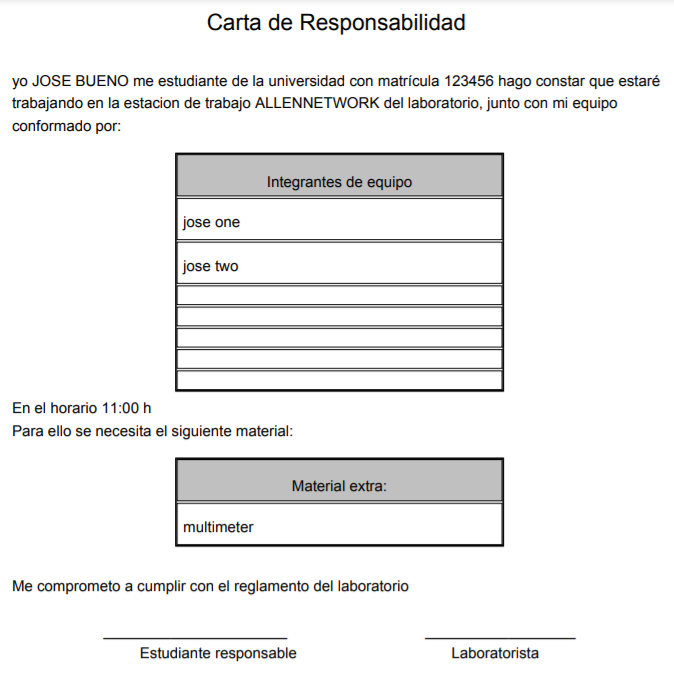 Carta de Responsabilidad
yo JOSE BUENO me estudiante de la universidad con matrícula 123456 hago constar que estaré
trabajando en la estacion de trabajo ALLENNETWORK del laboratorio, junto con mi equipo
conformado por:
Integrantes de equipo
jose one
jose two
En el horario 11:00 h
Para ello se necesita el siguiente material:
Material extra:
multimeter
Me comprometo a cumplir con el reglamento del laboratorio
Estudiante responsable
Laboratorista